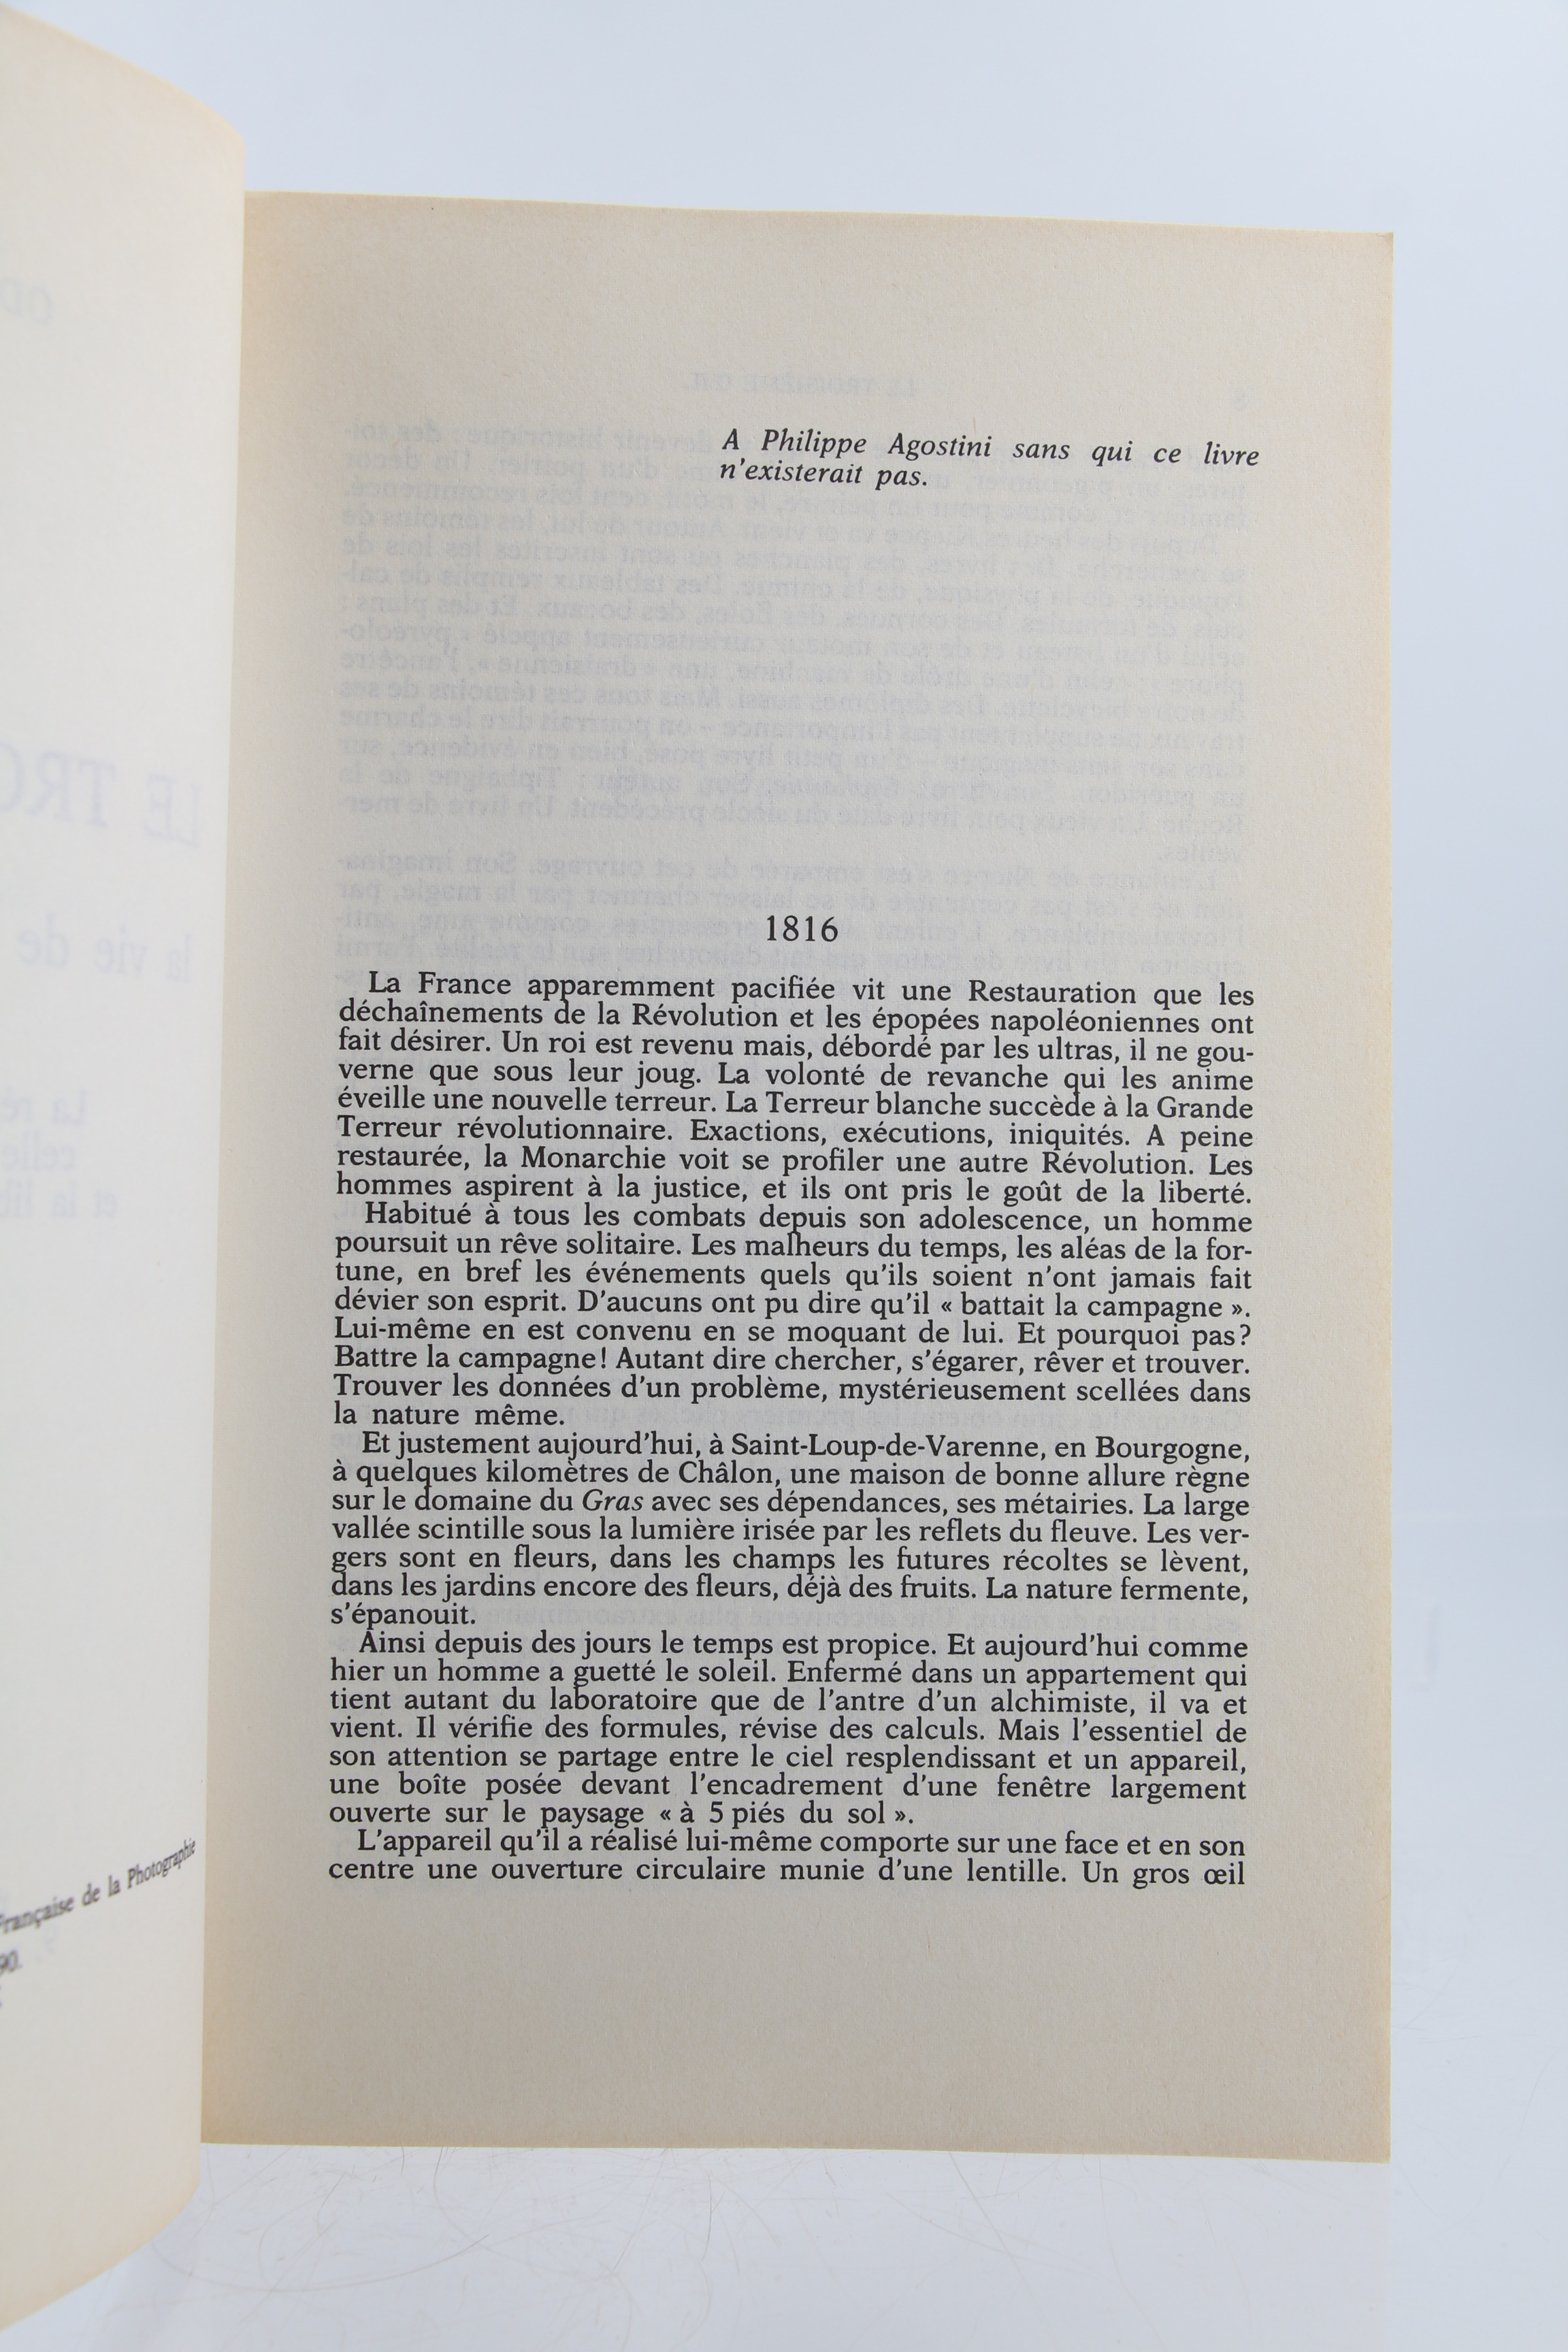 Française de la Photographie
90.
A Philippe Agostini sans qui ce livre
n'existerait pas.
1816
La France apparemment pacifiée vit une Restauration que les
déchaînements de la Révolution et les épopées napoléoniennes ont
fait désirer. Un roi est revenu mais, débordé par les ultras, il ne gou-
verne que sous leur joug. La volonté de revanche qui les anime
éveille une nouvelle terreur. La Terreur blanche succède à la Grande
Terreur révolutionnaire. Exactions, exécutions, iniquités. A peine
restaurée, la Monarchie voit se profiler une autre Révolution. Les
hommes aspirent à la justice, et ils ont pris le goût de la liberté.
Habitué à tous les combats depuis son adolescence, un homme
poursuit un rêve solitaire. Les malheurs du temps, les aléas de la for-
tune, en bref les événements quels qu'ils soient n'ont jamais fait
dévier son esprit. D'aucuns ont pu dire qu'il « battait la campagne ».
Lui-même en est convenu en se moquant de lui. Et pourquoi pas?
Battre la campagne! Autant dire chercher, s'égarer, rêver et trouver.
Trouver les données d'un problème, mystérieusement scellées dans
la nature même.
Et justement aujourd'hui, à Saint-Loup-de-Varenne, en Bourgogne,
à quelques kilomètres de Châlon, une maison de bonne allure règne
sur le domaine du Gras avec ses dépendances, ses métairies. La large
vallée scintille sous la lumière irisée par les reflets du fleuve. Les ver-
gers sont en fleurs, dans les champs les futures récoltes se lèvent,
dans les jardins encore des fleurs, déjà des fruits. La nature fermente,
s'épanouit.
Ainsi depuis des jours le temps est propice. Et aujourd'hui comme
hier un homme a guetté le soleil. Enfermé dans un appartement qui
tient autant du laboratoire que de l'antre d'un alchimiste, il va et
vient. Il vérifie des formules, révise des calculs. Mais l'essentiel de
son attention se partage entre le ciel resplendissant et un appareil,
une boîte posée devant l'encadrement d'une fenêtre largement
ouverte sur le paysage « à 5 piés du sol ».
L'appareil qu'il a réalisé lui-même comporte sur une face et en son
centre une ouverture circulaire munie d'une lentille. Un gros œil